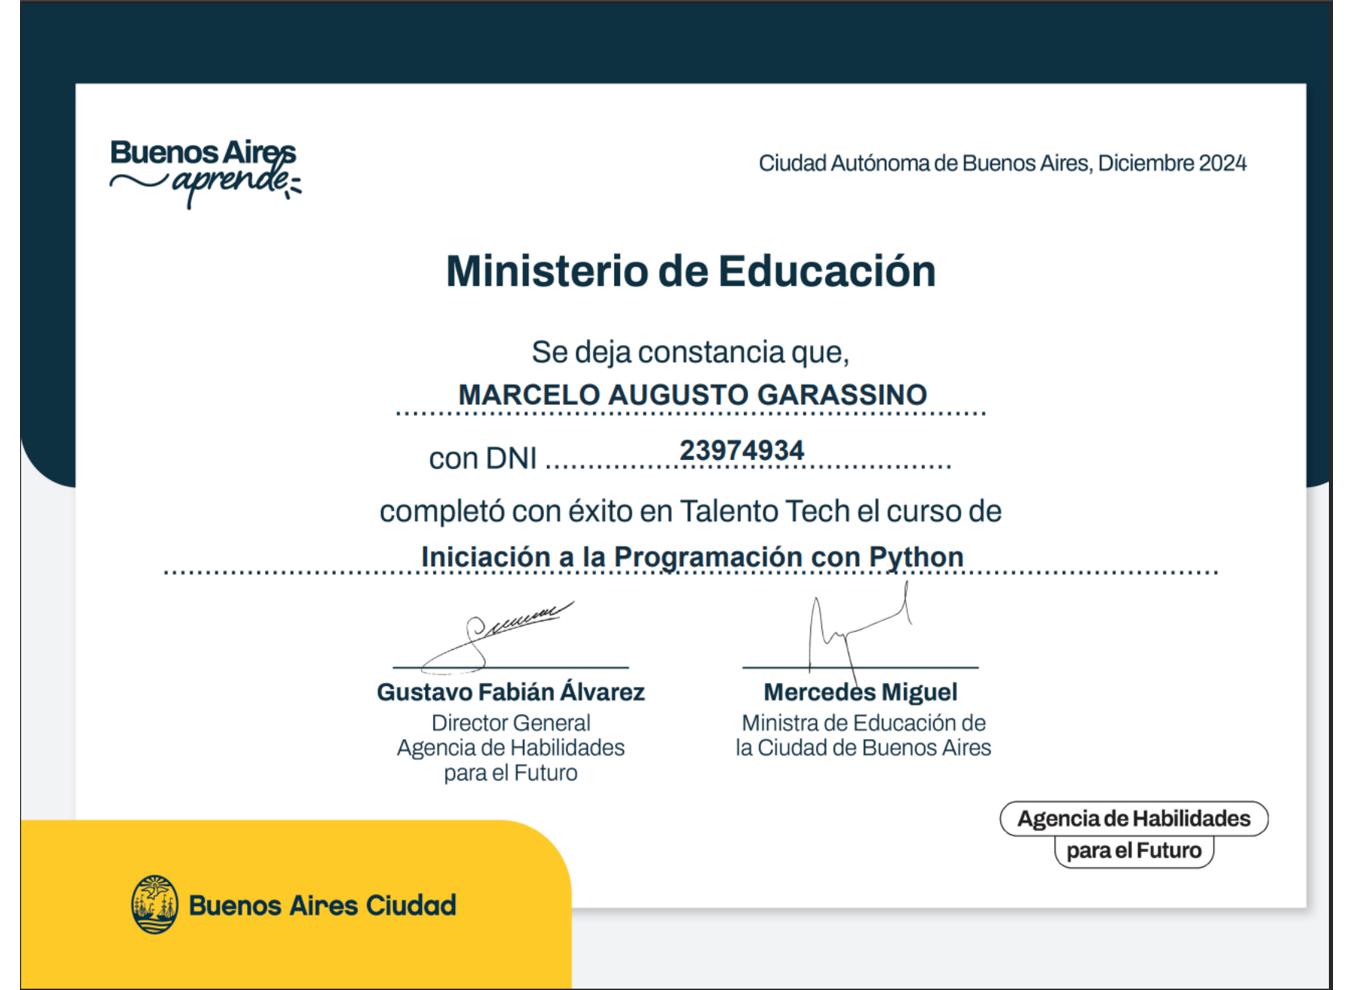 Buenos Aires
aprende
Ciudad Autónoma de Buenos Aires, Diciembre 2024
Ministerio de Educación
Se deja constancia que,
MARCELO AUGUSTO GARASSINO
con DNI 23974934
completó con éxito en Talento Tech el curso de
Iniciación a la Programación con Python
Gustavo Fabián Álvarez
Director General
Agencia de Habilidades
para el Futuro
Mercedes Miguel
Ministra de Educación de
la Ciudad de Buenos Aires
Agencia de Habilidades
para el Futuro
Buenos Aires Ciudad